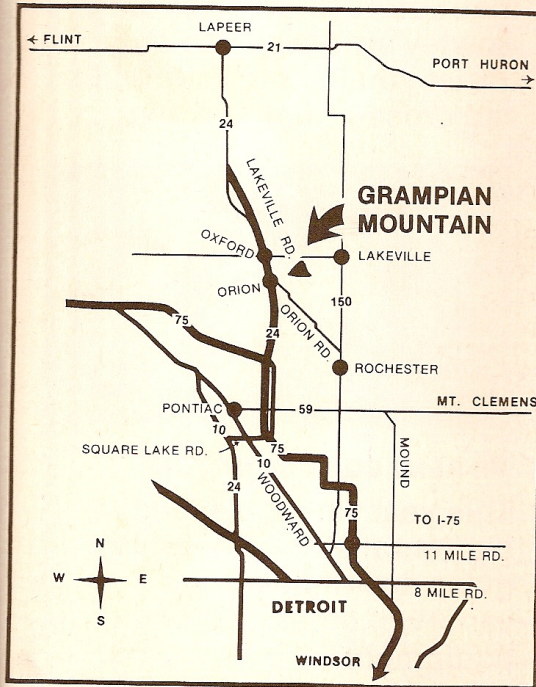 LAPEER
← FLINT
21
PORT HURON
→
24
LAKEVILLE RD.
GRAMPIAN
MOUNTAIN
OXFORD
LAKEVILLE
ORION
150
75
24
ORION RD.
ROCHESTER
PONTIAC
59
MT. CLEMENS
10
SQUARE LAKE RD.
75
10
MOUND
24
WOODWARD
75
TO I-75
11 MILE RD.
N
W
E
S
8 MILE RD.
DETROIT
WINDSOR